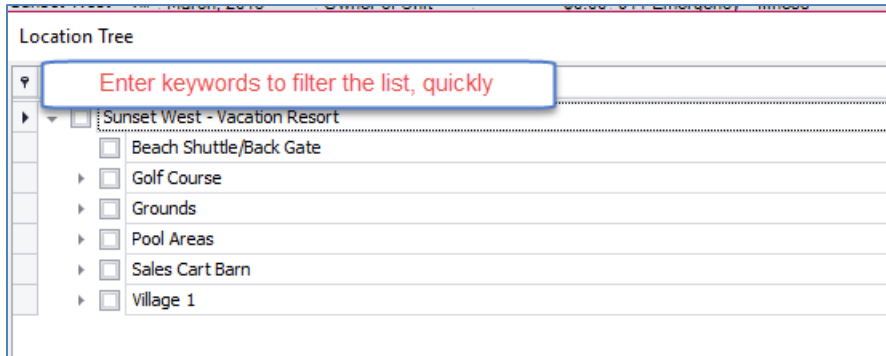 Location Tree
Enter keywords to filter the list, quickly
Sunset West - Vacation Resort
Beach Shuttle/Back Gate
Golf Course
Grounds
Pool Areas
Sales Cart Barn
Village 1